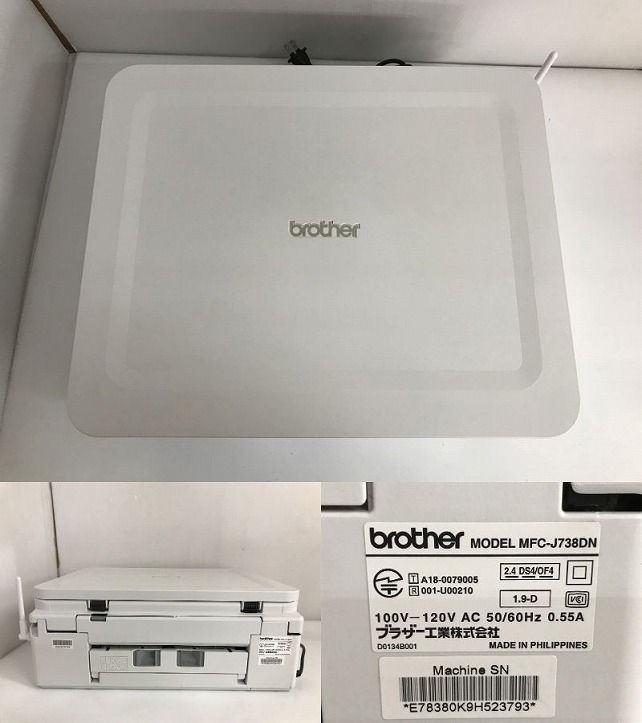 brother
brother MODEL MFC-J738DN
T A18-0079005
R 001-U00210
2.4 DS4/OF4
1.9-D
VCI
100V-120V AC 50/60Hz 0.55A
ブラザー工業株式会社
D0134B001
MADE IN PHILIPPINES
Machine SN
*E78380K9H523793*
brother